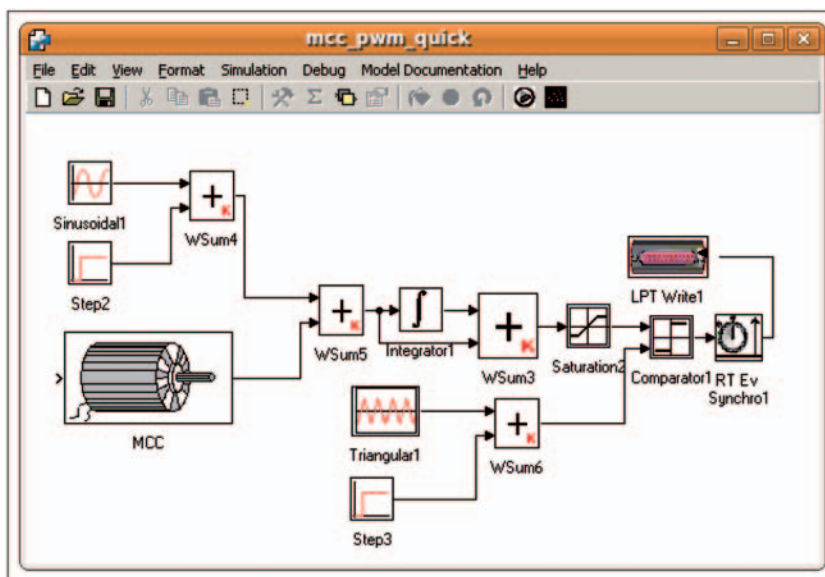 mcc_pwm_quick
File Edit View Format Simulation Debug Model Documentation Help
Sinusoidal1
WSum4
Step2
WSum5
Integrator1
WSum3
Saturation2
LPT Write1
Comparator1
RT Ev
Synchro1
MCC
Triangular1
WSum6
Step3
K
K
K
K